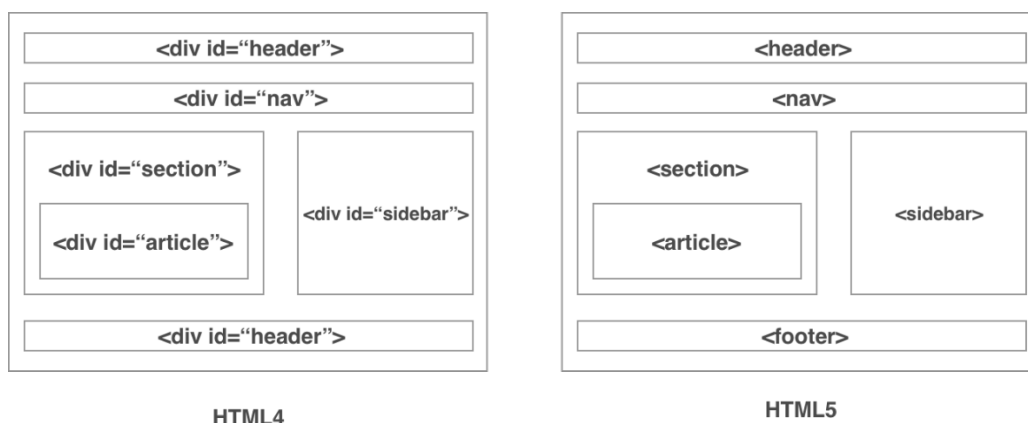 <div id=“header”>
<div id=“nav”>
<div id=“section”>
<div id=“article”>
<div id=“sidebar”>
<div id=“header”>
HTML4
<header>
<nav>
<section>
<article>
<sidebar>
<footer>
HTML5